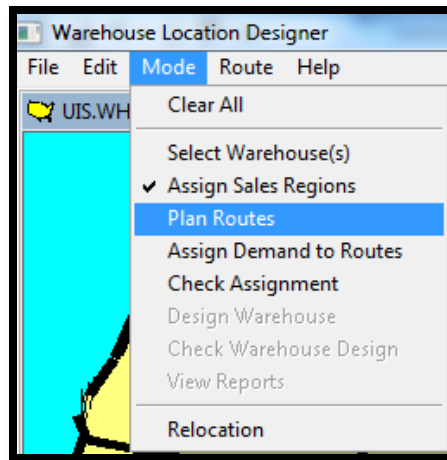 Warehouse Location Designer
File Edit Mode Route Help
UIS.WH
Clear All
Select Warehouse(s)
✔ Assign Sales Regions
Plan Routes
Assign Demand to Routes
Check Assignment
Design Warehouse
Check Warehouse Design
View Reports
Relocation